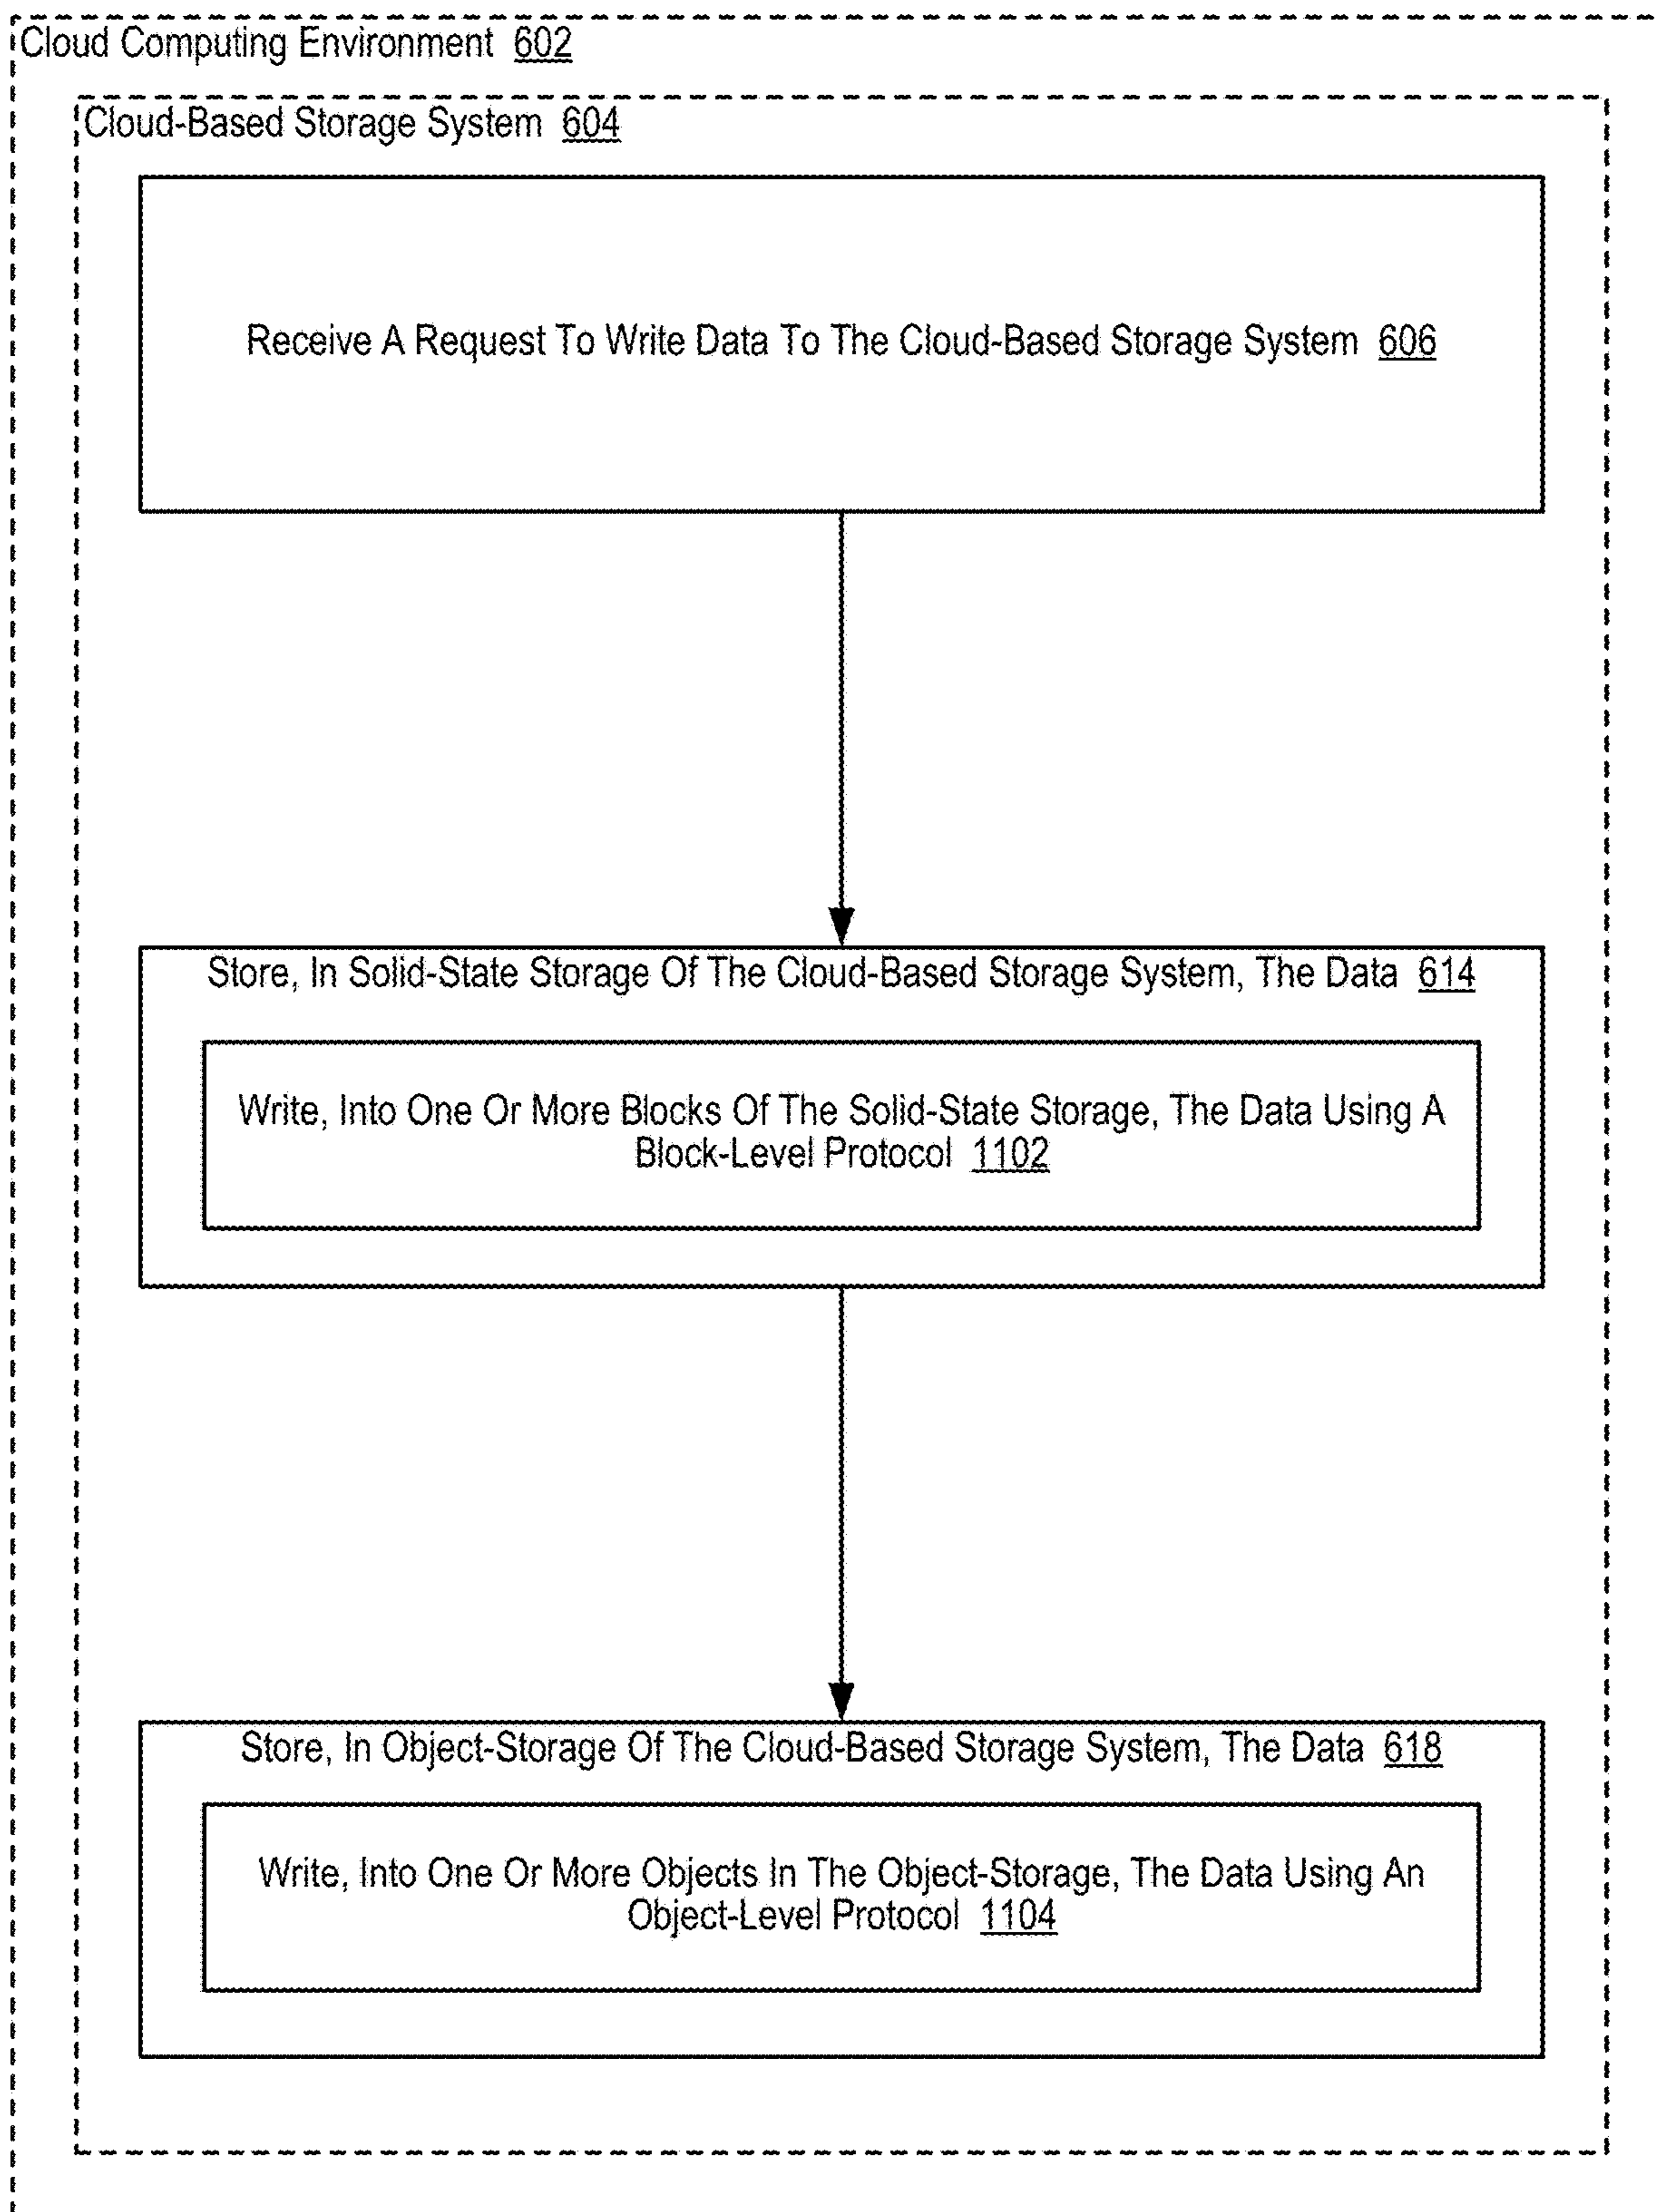 Cloud Computing Environment 602
Cloud-Based Storage System 604
Receive A Request To Write Data To The Cloud-Based Storage System 606
Store, In Solid-State Storage Of The Cloud-Based Storage System, The Data 614
Write, Into One Or More Blocks Of The Solid-State Storage, The Data Using A
Block-Level Protocol 1102
Store, In Object-Storage Of The Cloud-Based Storage System, The Data 618
Write, Into One Or More Objects In The Object-Storage, The Data Using An
Object-Level Protocol 1104